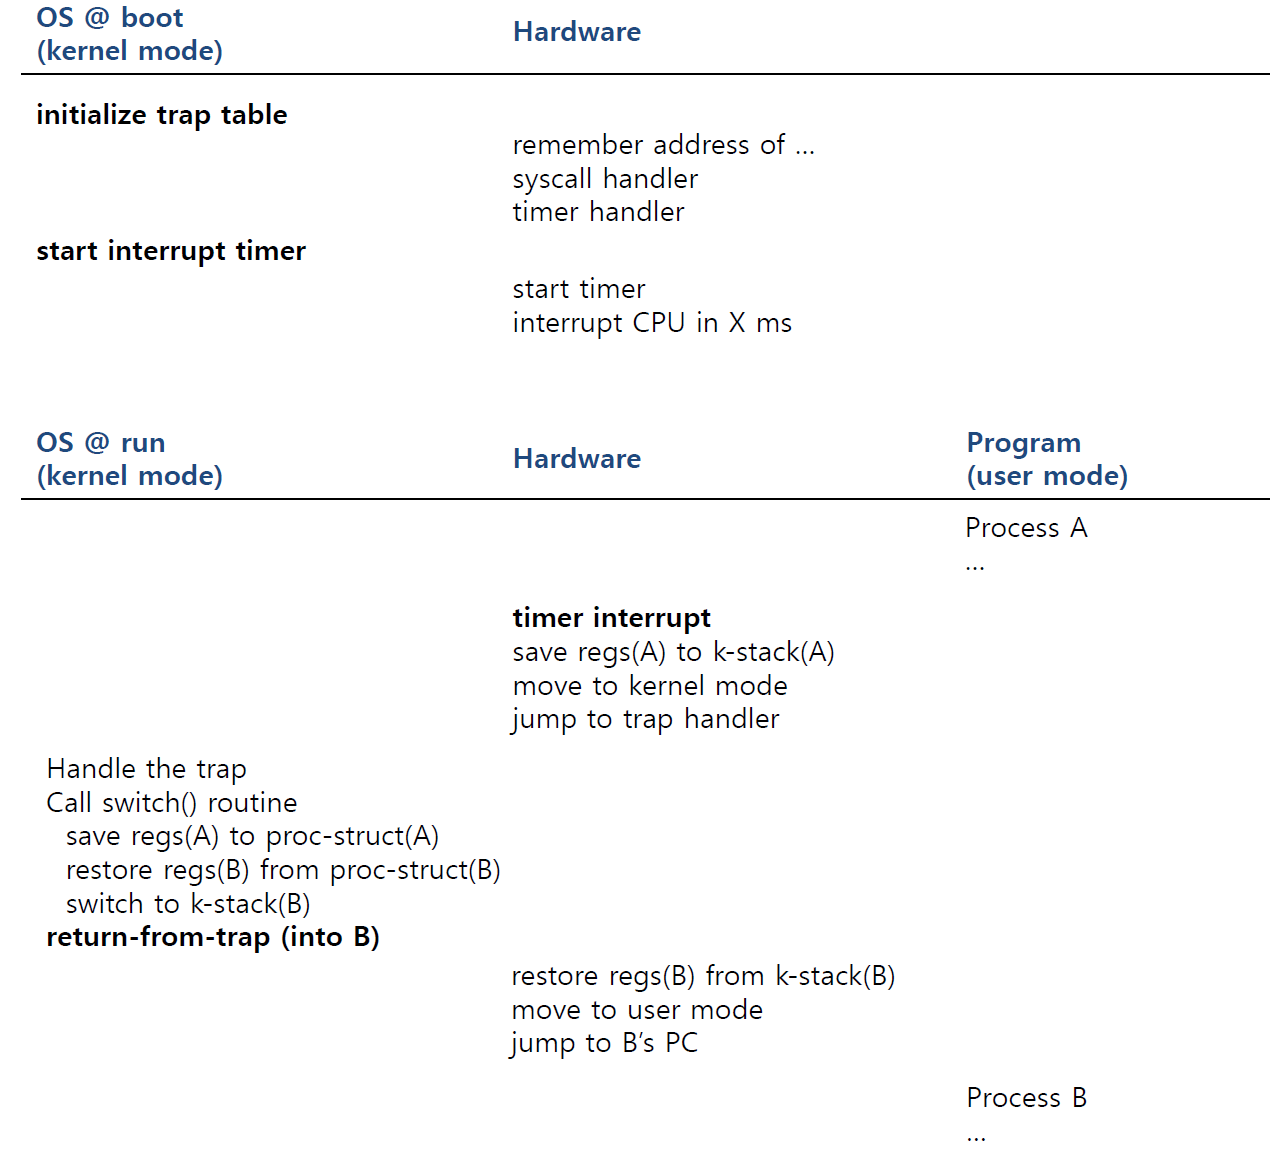 OS @ boot
(kernel mode)
Hardware
initialize trap table
remember address of ...
syscall handler
timer handler
start interrupt timer
start timer
interrupt CPU in X ms
OS @ run
(kernel mode)
Hardware
Program
(user mode)
Process A
...
timer interrupt
save regs(A) to k-stack(A)
move to kernel mode
jump to trap handler
Handle the trap
Call switch() routine
save regs(A) to proc-struct(A)
restore regs(B) from proc-struct(B)
switch to k-stack(B)
return-from-trap (into B)
restore regs(B) from k-stack(B)
move to user mode
jump to B’s PC
Process B
...